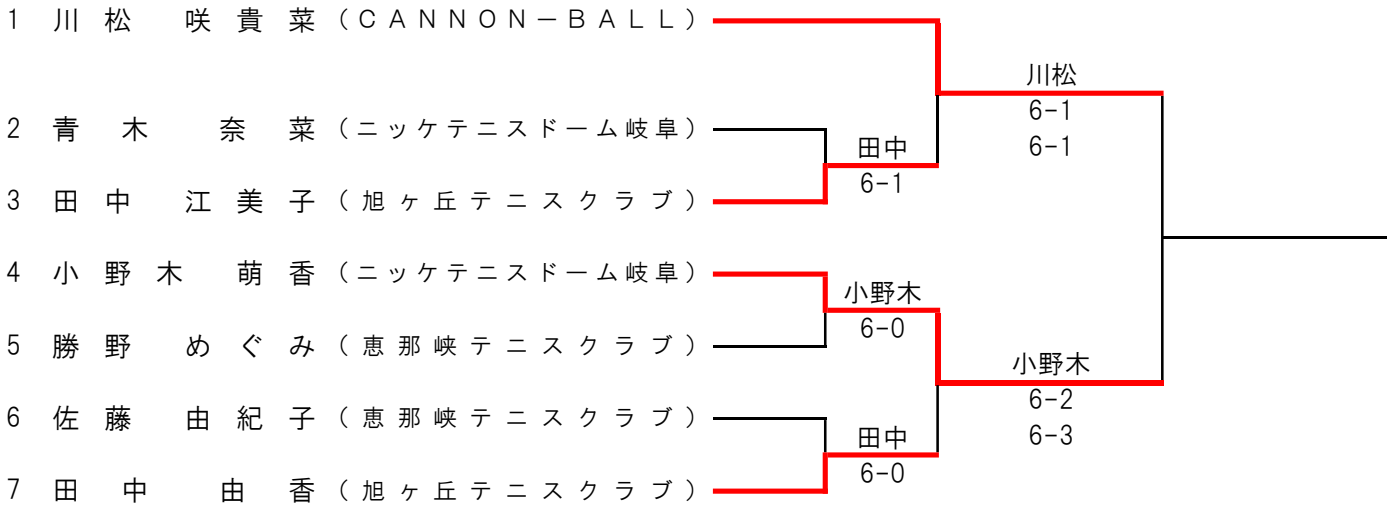 1 川松 咲貴菜 (CANNON-BALL)
川松
6-1
6-1
2 青木 奈菜 (ニッケテニスドーム岐阜)
田中
6-1
3 田中 江美子 (旭ヶ丘テニスクラブ)
4 小野木 萌香 (ニッケテニスドーム岐阜)
小野木
6-0
5 勝野 めぐみ (恵那峡テニスクラブ)
小野木
6-2
6-3
6 佐藤 由紀子 (恵那峡テニスクラブ)
田中
6-0
7 田中 由香 (旭ヶ丘テニスクラブ)